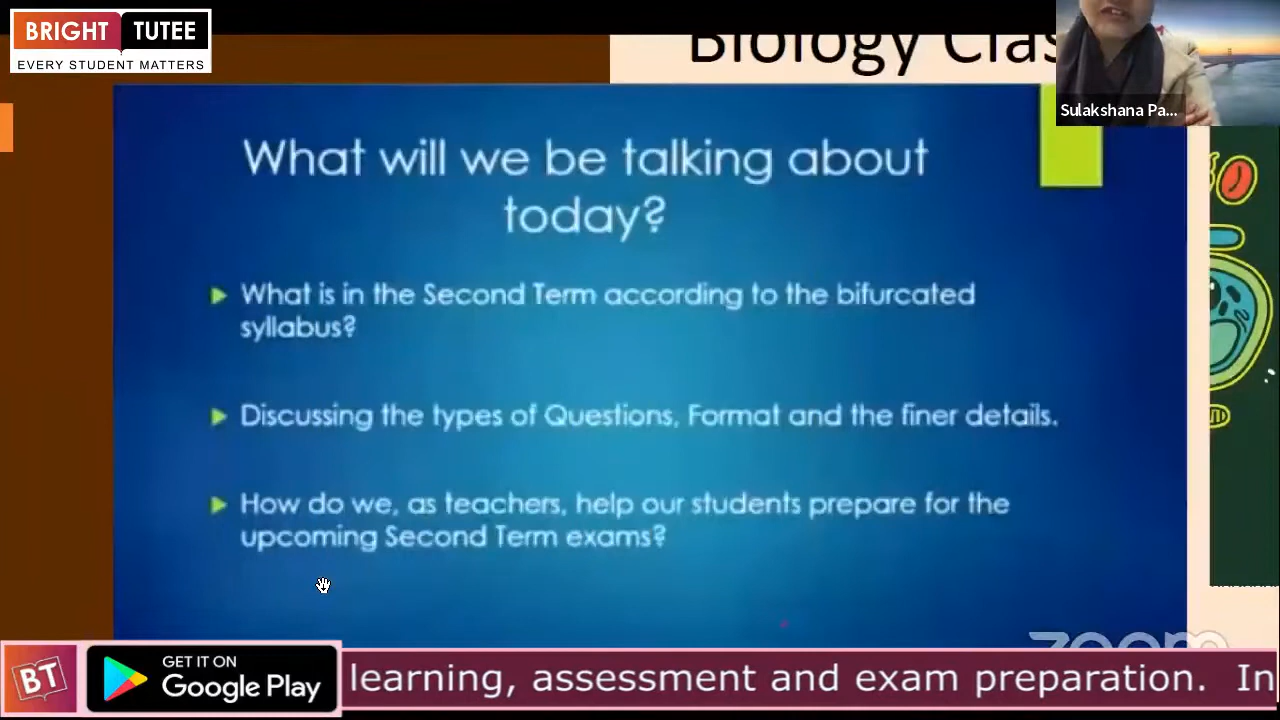 BRIGHT TUTEE
EVERY STUDENT MATTERS
Biology Clas
Sulakshana Pa...
What will we be talking about
today?
What is in the Second Term according to the bifurcated
syllabus?
Discussing the types of Questions, Format and the finer details.
How do we, as teachers, help our students prepare for the
upcoming Second Term exams?
zoom
BT
GET IT ON
Google Play
learning, assessment and exam preparation. In